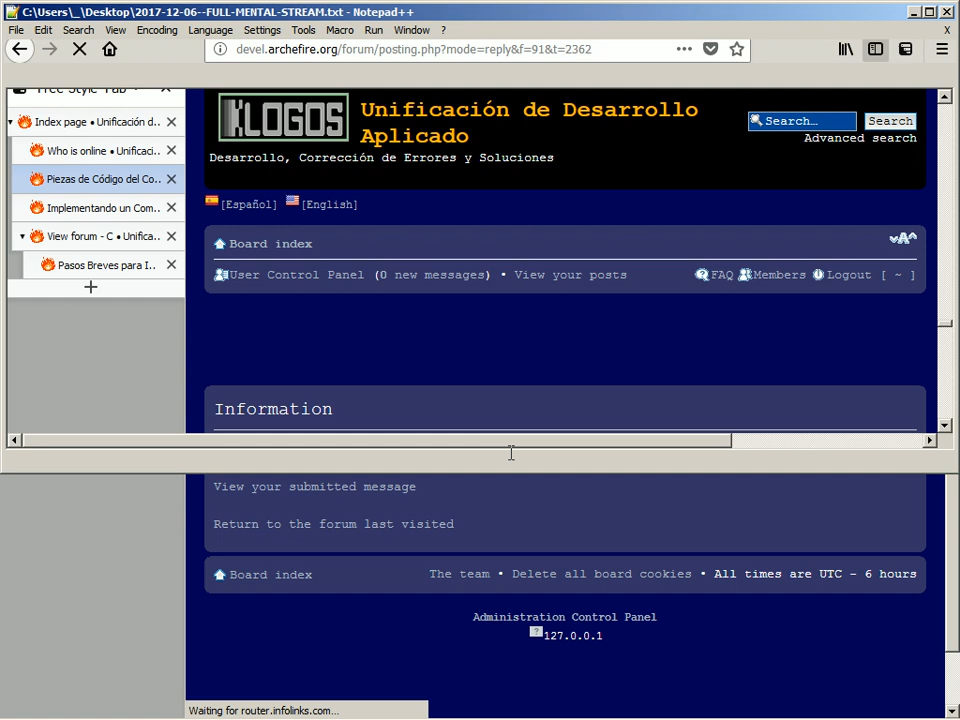 C:\Users\_\Desktop\2017-12-06--FULL-MENTAL-STREAM.txt - Notepad++
File Edit Search View Encoding Language Settings Tools Macro Run Window ? X
devel.archefire.org/forum/posting.php?mode=reply&f=91&t=2362
Index page • Unificación d..
Who is online • Unificaci..
Piezas de Código del Co..
Implementando un Com..
View forum - C • Unifica..
Pasos Breves para I..
LOGOS
Unificación de Desarrollo
Aplicado
Desarrollo, Corrección de Errores y Soluciones
Search…
Search
Advanced search
[Español] [English]
Board index
User Control Panel (0 new messages) • View your posts
FAQ Members Logout [ ~ ]
Information
View your submitted message
Return to the forum last visited
Board index
The team • Delete all board cookies • All times are UTC - 6 hours
Administration Control Panel
127.0.0.1
Waiting for router.infolinks.com...